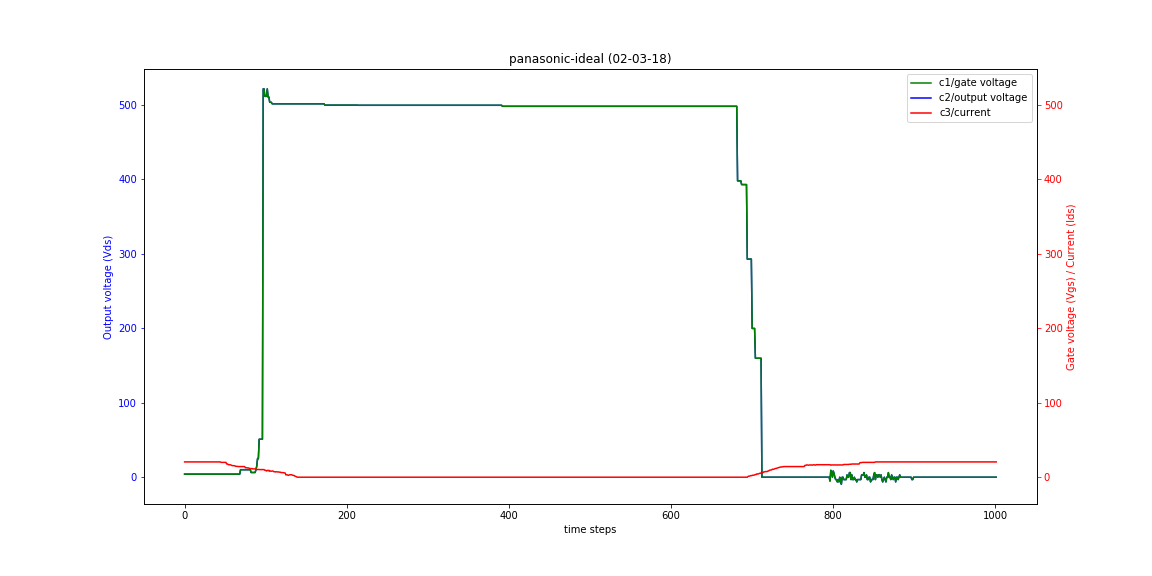 panasonic-ideal (02-03-18)
c1/gate voltage
c2/output voltage
c3/current
Output voltage (Vds)
500
400
300
200
100
0
500
400
300
200
100
0
Gate voltage (Vgs) / Current (Ids)
0 200 400 600 800 1000
time steps